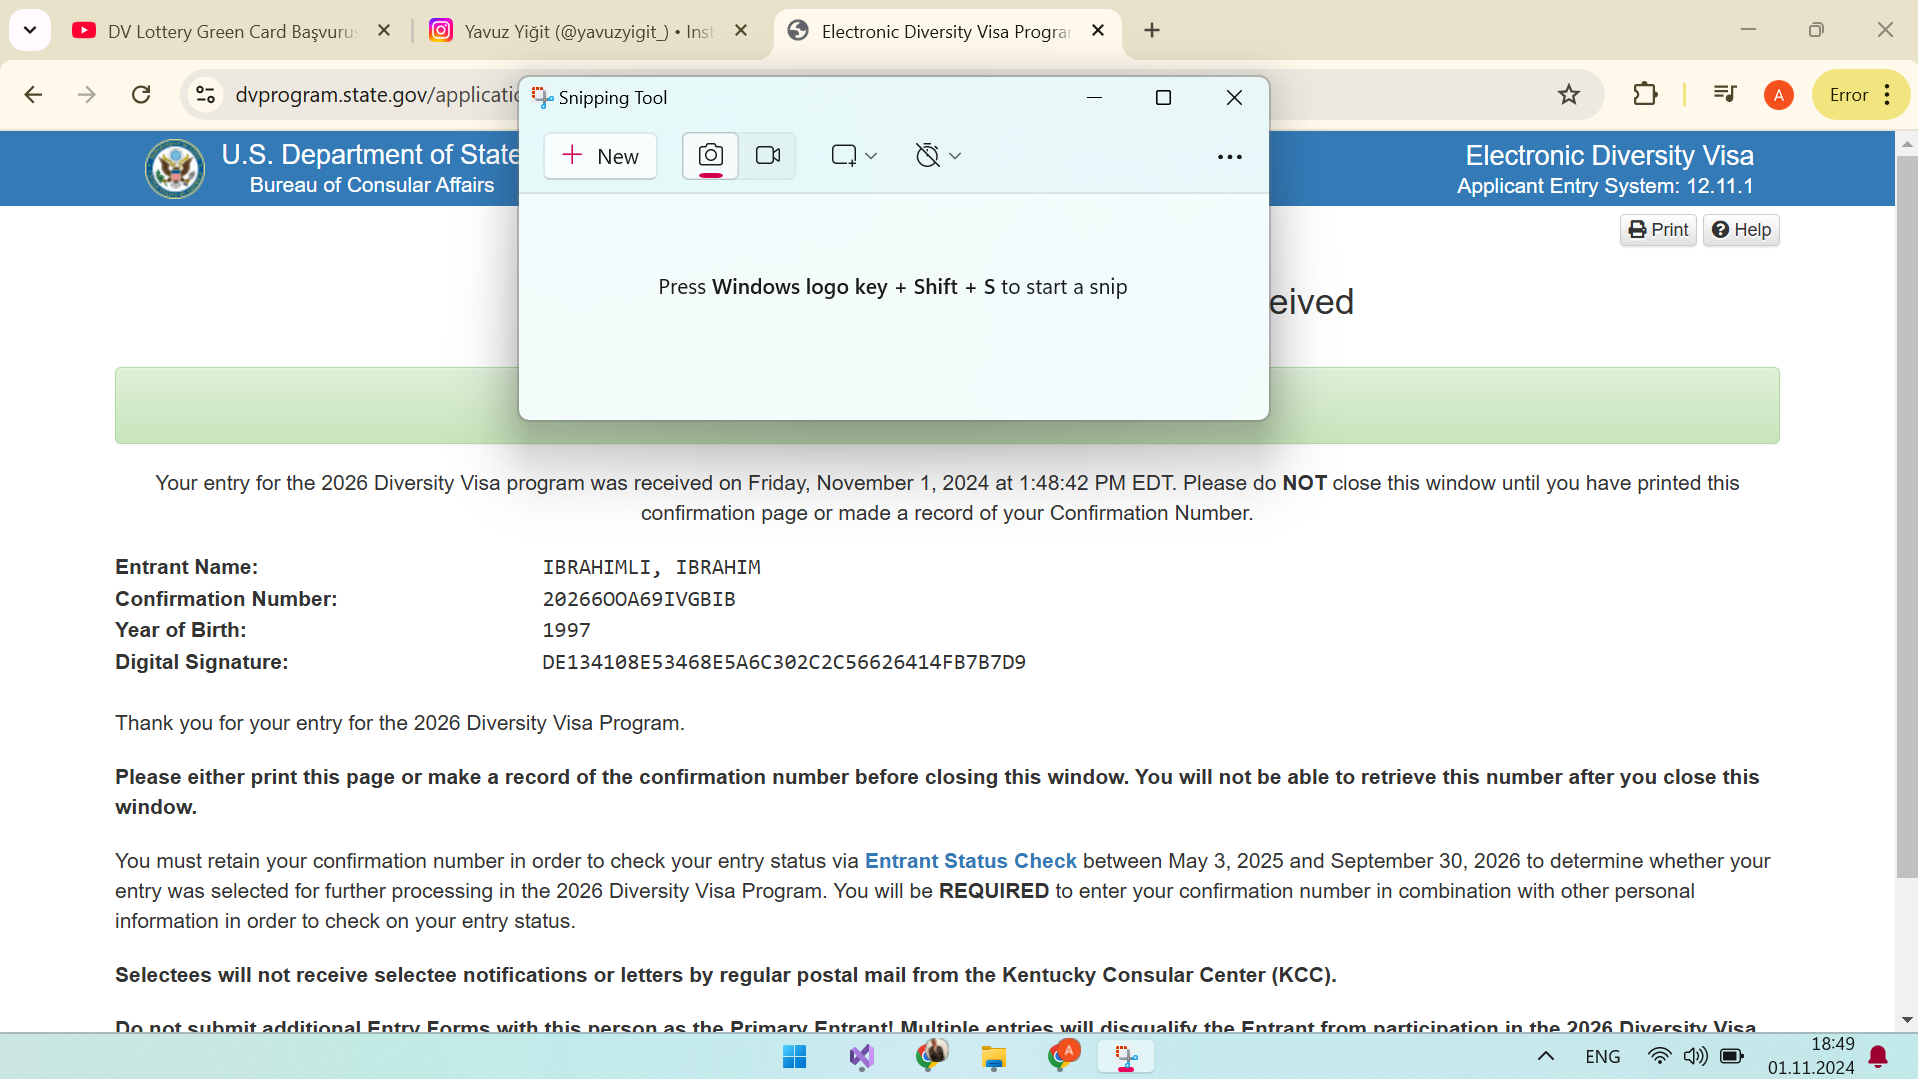 DV Lottery Green Card Başvurus
Yavuz Yiğit (@yavuzyigit_) • Inst
Electronic Diversity Visa Program
dvprogram.state.gov/applicatio
A
Error
Snipping Tool
New
Press Windows logo key + Shift + S to start a snip
U.S. Department of State
Bureau of Consular Affairs
Electronic Diversity Visa
Applicant Entry System: 12.11.1
Print
Help
eived
Your entry for the 2026 Diversity Visa program was received on Friday, November 1, 2024 at 1:48:42 PM EDT. Please do NOT close this window until you have printed this
confirmation page or made a record of your Confirmation Number.
Entrant Name: IBRAHIMLI, IBRAHIM
Confirmation Number: 20266OOA69IVGBIB
Year of Birth: 1997
Digital Signature: DE134108E53468E5A6C302C2C56626414FB7B7D9
Thank you for your entry for the 2026 Diversity Visa Program.
Please either print this page or make a record of the confirmation number before closing this window. You will not be able to retrieve this number after you close this
window.
You must retain your confirmation number in order to check your entry status via Entrant Status Check between May 3, 2025 and September 30, 2026 to determine whether your
entry was selected for further processing in the 2026 Diversity Visa Program. You will be REQUIRED to enter your confirmation number in combination with other personal
information in order to check on your entry status.
Selectees will not receive selectee notifications or letters by regular postal mail from the Kentucky Consular Center (KCC).
Do not submit additional Entry Forms with this person as the Primary Entrant! Multiple entries will disqualify the Entrant from participation in the 2026 Diversity Visa
A
ENG
18:49
01.11.2024